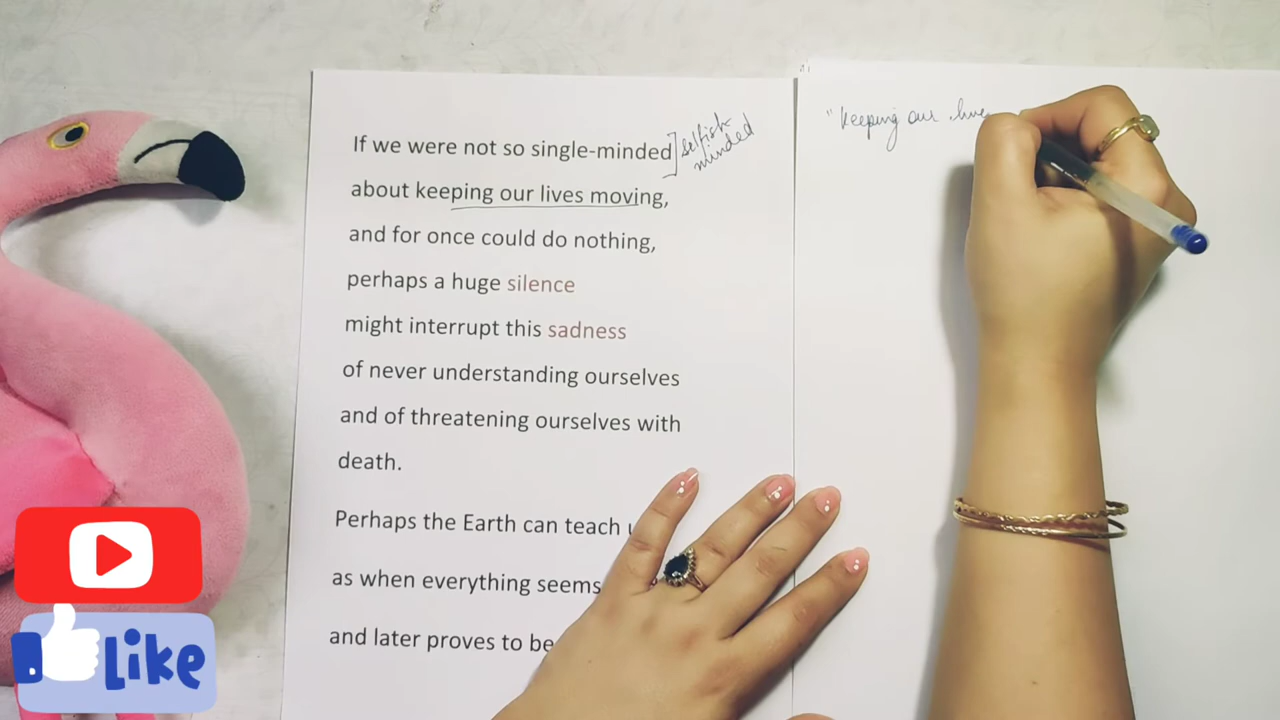 If we were not so single-minded
selfish-
minded
about keeping our lives moving,
and for once could do nothing,
perhaps a huge silence
might interrupt this sadness
of never understanding ourselves
and of threatening ourselves with
death.
Perhaps the Earth can teach
as when everything seems
and later proves to be
"keeping our live
LIKE